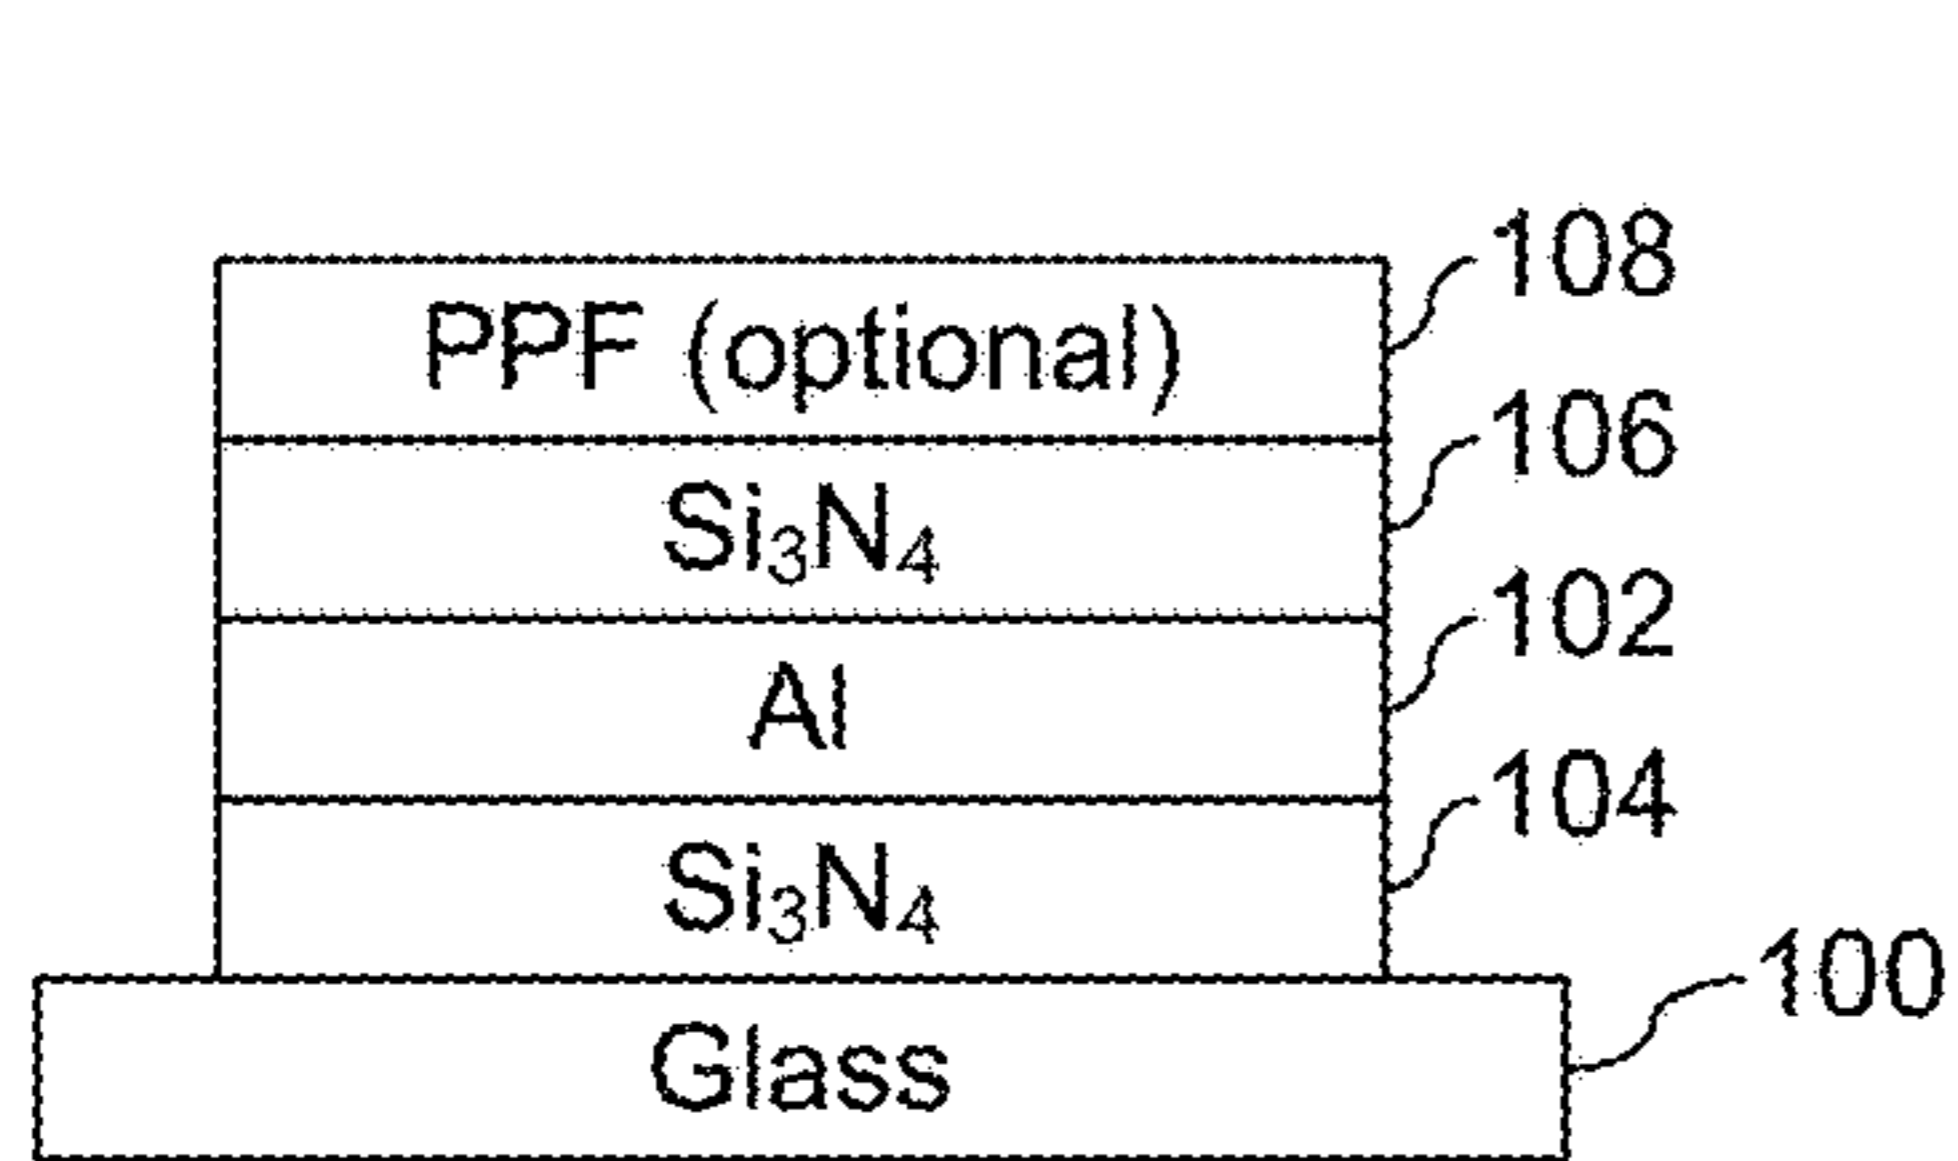 PPF (optional) 108
Si₃N₄ 106
Al 102
Si₃N₄ 104
Glass 100